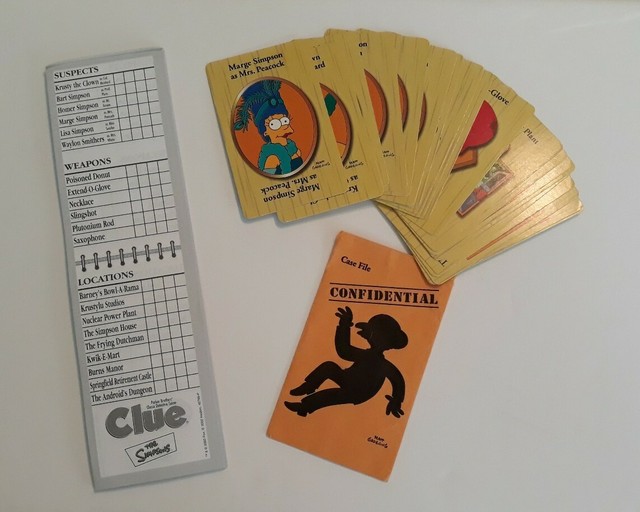 SUSPECTS
Krusty the Clown
Bart Simpson
Homer Simpson
Marge Simpson
Lisa Simpson
Waylon Smithers
WEAPONS
Poisoned Donut
Extend-O-Glove
Necklace
Slingshot
Plutonium Rod
Saxophone
LOCATIONS
Barney's Bowl-A-Rama
Krustylu Studios
Nuclear Power Plant
The Simpson House
The Frying Dutchman
Kwik-E-Mart
Burns Manor
Springfield Retirement Castle
The Android's Dungeon
Clue
THE
SIMPSONS
Marge Simpson
as Mrs. Peacock
Marge Simpson
as Mrs. Peacock
-Glove
Case File
CONFIDENTIAL
MATT
GROENING